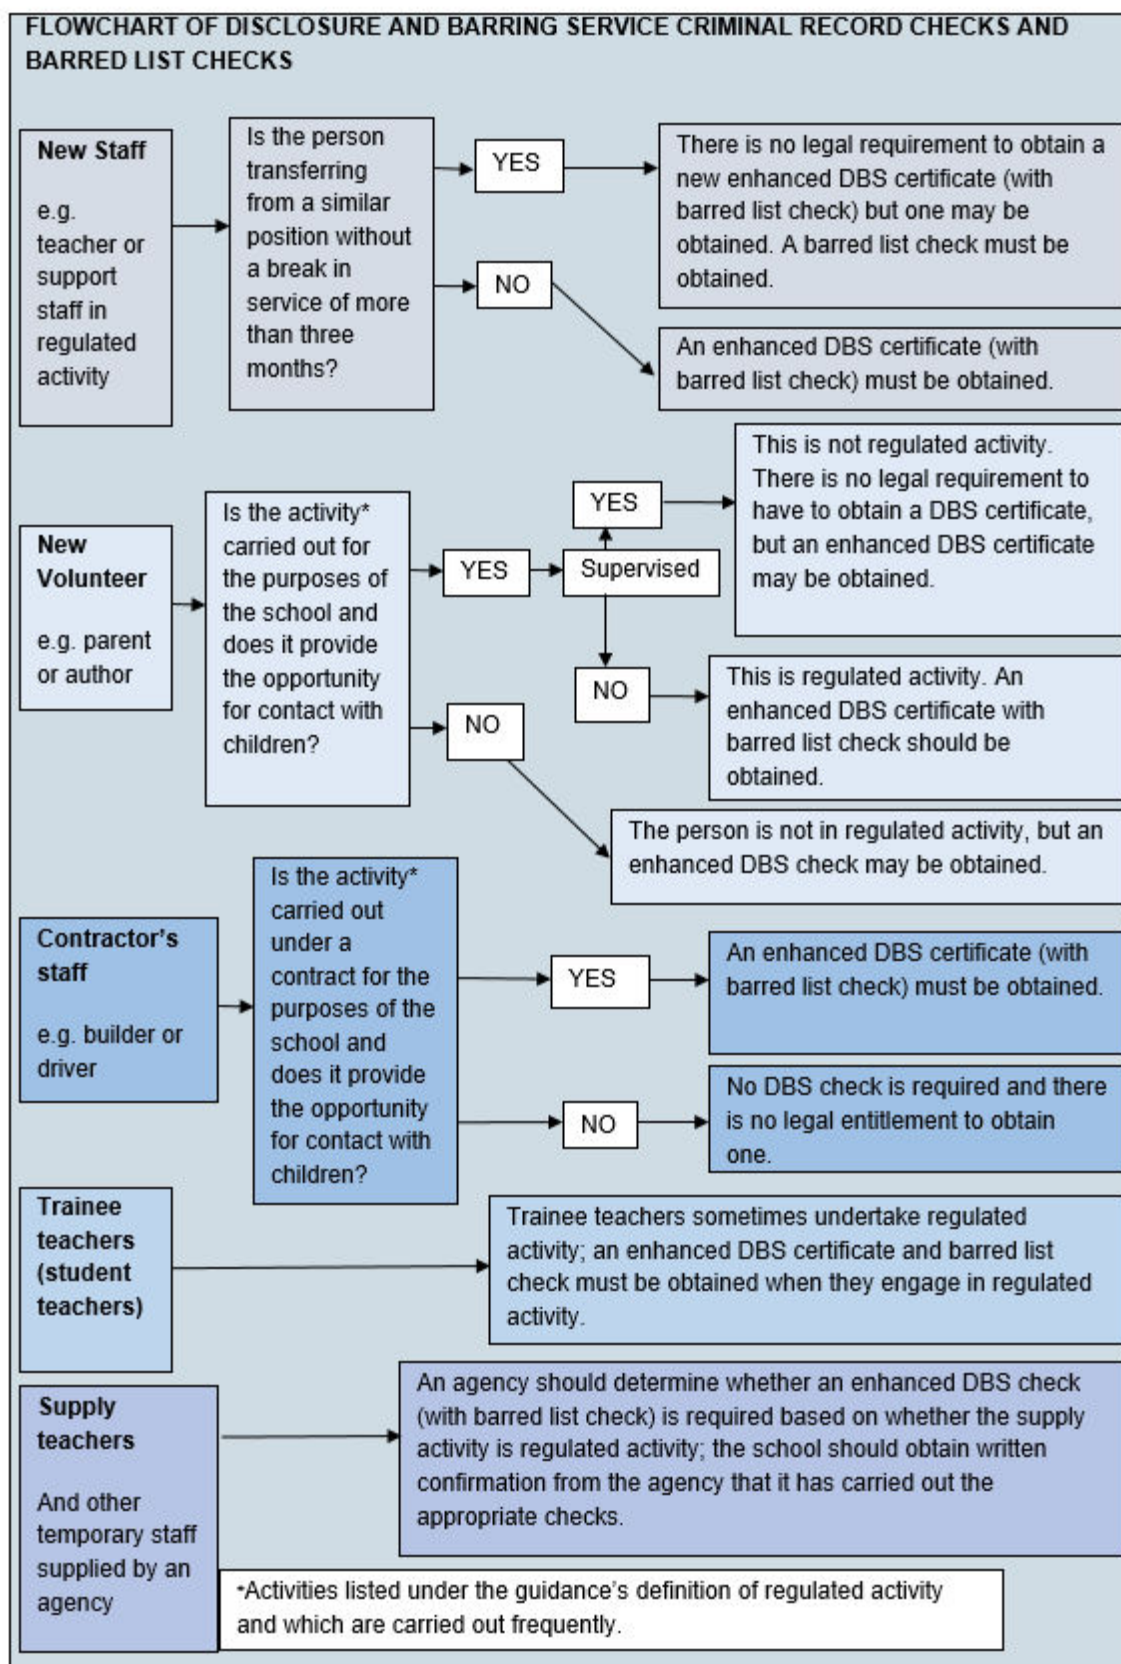 FLOWCHART OF DISCLOSURE AND BARRING SERVICE CRIMINAL RECORD CHECKS AND
BARRED LIST CHECKS
New Staff
e.g.
teacher or
support
staff in
regulated
activity
Is the person
transferring
from a similar
position without
a break in
service of more
than three
months?
YES
There is no legal requirement to obtain a
new enhanced DBS certificate (with
barred list check) but one may be
obtained. A barred list check must be
obtained.
NO
An enhanced DBS certificate (with
barred list check) must be obtained.
New
Volunteer
e.g. parent
or author
Is the activity*
carried out for
the purposes of
the school and
does it provide
the opportunity
for contact with
children?
YES
Supervised
YES
This is not regulated activity.
There is no legal requirement to
have to obtain a DBS certificate,
but an enhanced DBS certificate
may be obtained.
NO
This is regulated activity. An
enhanced DBS certificate with
barred list check should be
obtained.
NO
The person is not in regulated activity, but an
enhanced DBS check may be obtained.
Contractor's
staff
e.g. builder or
driver
Is the activity*
carried out
under a
contract for the
purposes of the
school and
does it provide
the opportunity
for contact with
children?
YES
An enhanced DBS certificate (with
barred list check) must be obtained.
NO
No DBS check is required and there
is no legal entitlement to obtain
one.
Trainee
teachers
(student
teachers)
Trainee teachers sometimes undertake regulated
activity; an enhanced DBS certificate and barred list
check must be obtained when they engage in regulated
activity.
Supply
teachers
And other
temporary staff
supplied by an
agency
An agency should determine whether an enhanced DBS check
(with barred list check) is required based on whether the supply
activity is regulated activity; the school should obtain written
confirmation from the agency that it has carried out the
appropriate checks.
*Activities listed under the guidance's definition of regulated activity
and which are carried out frequently.